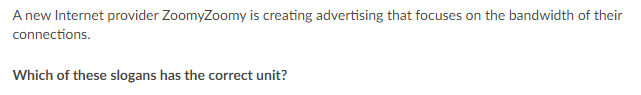 A new Internet provider ZoomyZoomy is creating advertising that focuses on the bandwidth of their
connections.
Which of these slogans has the correct unit?